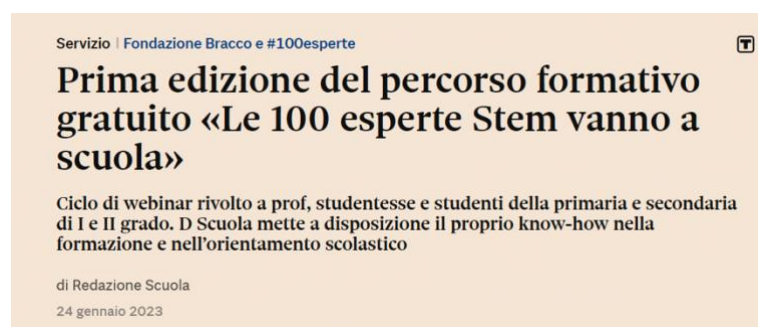 Servizio | Fondazione Bracco e #100esperte
Prima edizione del percorso formativo
gratuito «Le 100 esperte Stem vanno a
scuola»
Ciclo di webinar rivolto a prof, studentesse e studenti della primaria e secondaria
di I e II grado. D Scuola mette a disposizione il proprio know-how nella
formazione e nell'orientamento scolastico
di Redazione Scuola
24 gennaio 2023